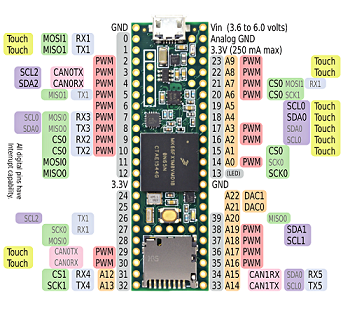 GND
Vin (3.6 to 6.0 volts)
Touch MOSI1 RX1 0
Analog GND
Touch MISO1 TX1 1
3.3V (250 mA max)
PWM 2
23 A9 PWM Touch
SCL2 CAN0TX PWM 3
22 A8 PWM Touch
SDA2 CAN0RX PWM 4
21 A7 PWM CS0 MOSI1 RX1
MISO1 TX1 PWM 5
20 A6 PWM CS0 SCK1
PWM 6
19 A5 SCL0 Touch
SCL0 MOSI0 RX3 PWM 7
18 A4 SDA0 Touch
SDA0 MISO0 TX3 PWM 8
17 A3 PWM SDA0 Touch
CS0 RX2 PWM 9
16 A2 PWM SCL0 Touch
CS0 TX2 PWM 10
15 A1 CS0 Touch
MOSI0 11
14 A0 PWM SCK0
MISO0 12
13 (LED) SCK0
3.3V
GND
24
A22 DAC1
25
A21 DAC0
SCL2 TX1 26
39 A20 MISO0
SCK0 RX1 27
38 A19 PWM SDA1
MOSI0 28
37 A18 PWM SCL1
Touch CAN0TX PWM 29
36 A17 PWM
Touch CAN0RX PWM 30
35 A16 PWM
CS1 RX4 A12 31
34 A15 CAN1RX SDA0 RX5
SCK1 TX4 A13 32
33 A14 CAN1TX SCL0 TX5
All digital pins have
interrupt capability.